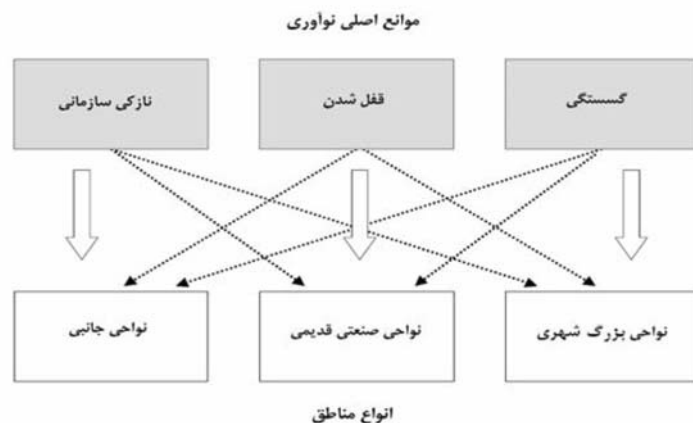 موانع اصلی نوآوری
گسستگی
قفل شدن
نازکی سازمانی
نواحی بزرگ شهری
نواحی صنعتی قدیمی
نواحی جانبی
انواع مناطق